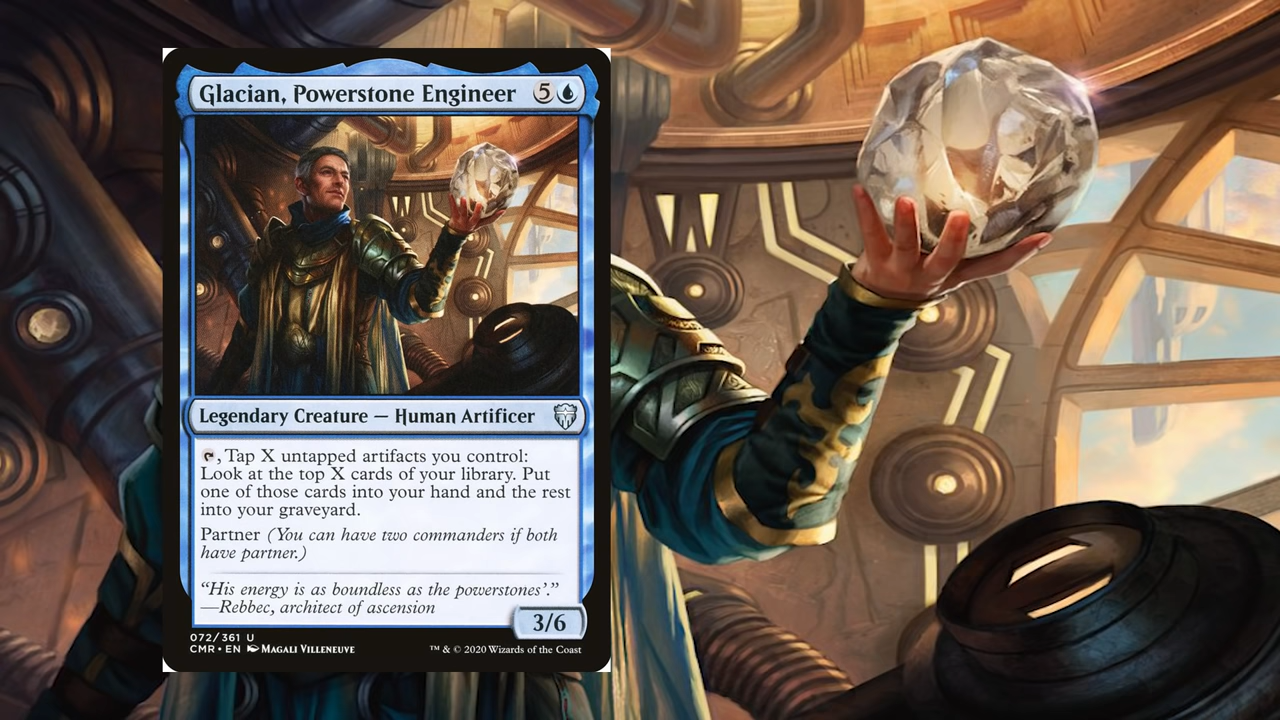 Glacian, Powerstone Engineer 5
Legendary Creature — Human Artificer
, Tap X untapped artifacts you control:
Look at the top X cards of your library. Put
one of those cards into your hand and the rest
into your graveyard.
Partner (You can have two commanders if both
have partner.)
“His energy is as boundless as the powerstones’.”
—Rebbec, architect of ascension
3/6
072/361 U
CMR • EN Magali Villeneuve ™ & © 2020 Wizards of the Coast